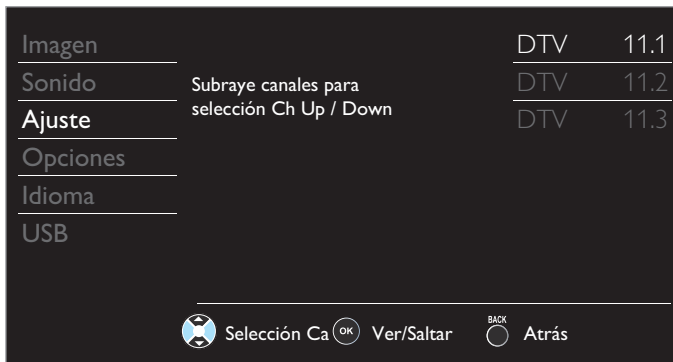 Imagen
Sonido
Ajuste
Opciones
Idioma
USB
Subraye canales para
selección Ch Up / Down
DTV 11.1
DTV 11.2
DTV 11.3
Selección Ca OK Ver/Saltar BACK Atrás